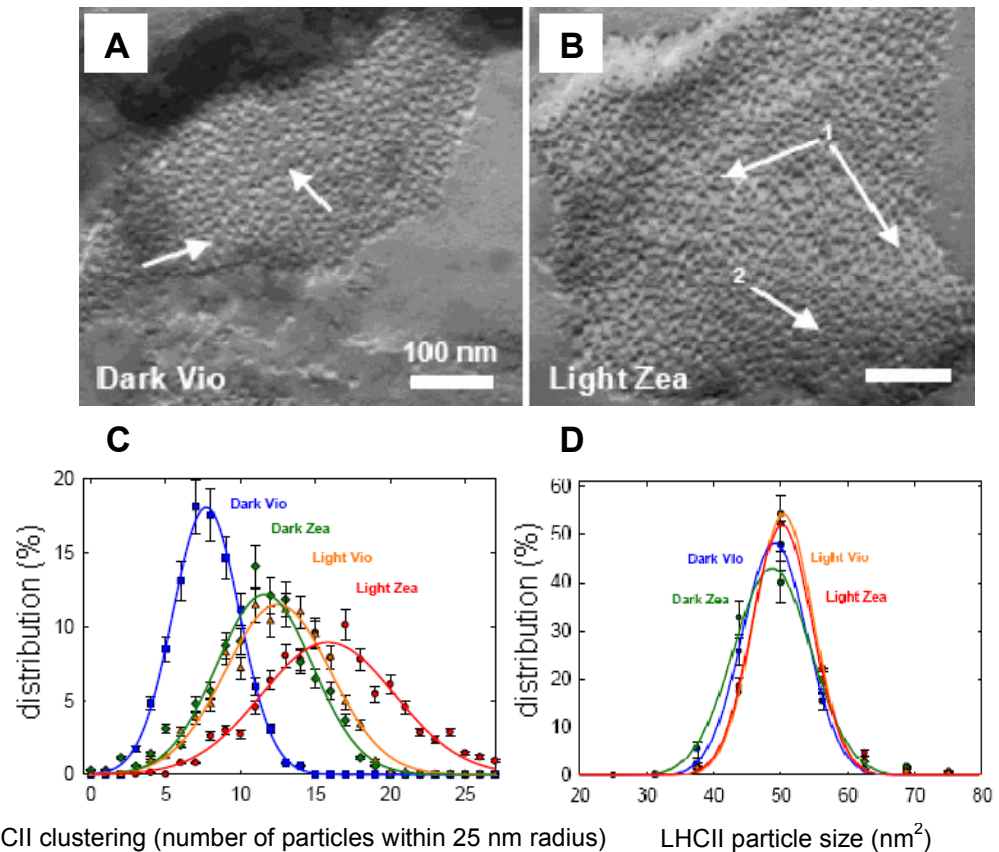 A
B
1
2
100 nm
Dark Vio
Light Zea
C
D
20
15
10
5
0
distribution (%)
Dark Vio
Dark Zea
Light Vio
Light Zea
0 5 10 15 20 25
CII clustering (number of particles within 25 nm radius)
60
50
40
30
20
10
0
distribution (%)
Dark Vio
Light Vio
Dark Zea
Light Zea
20 30 40 50 60 70 80
LHCII particle size (nm²)